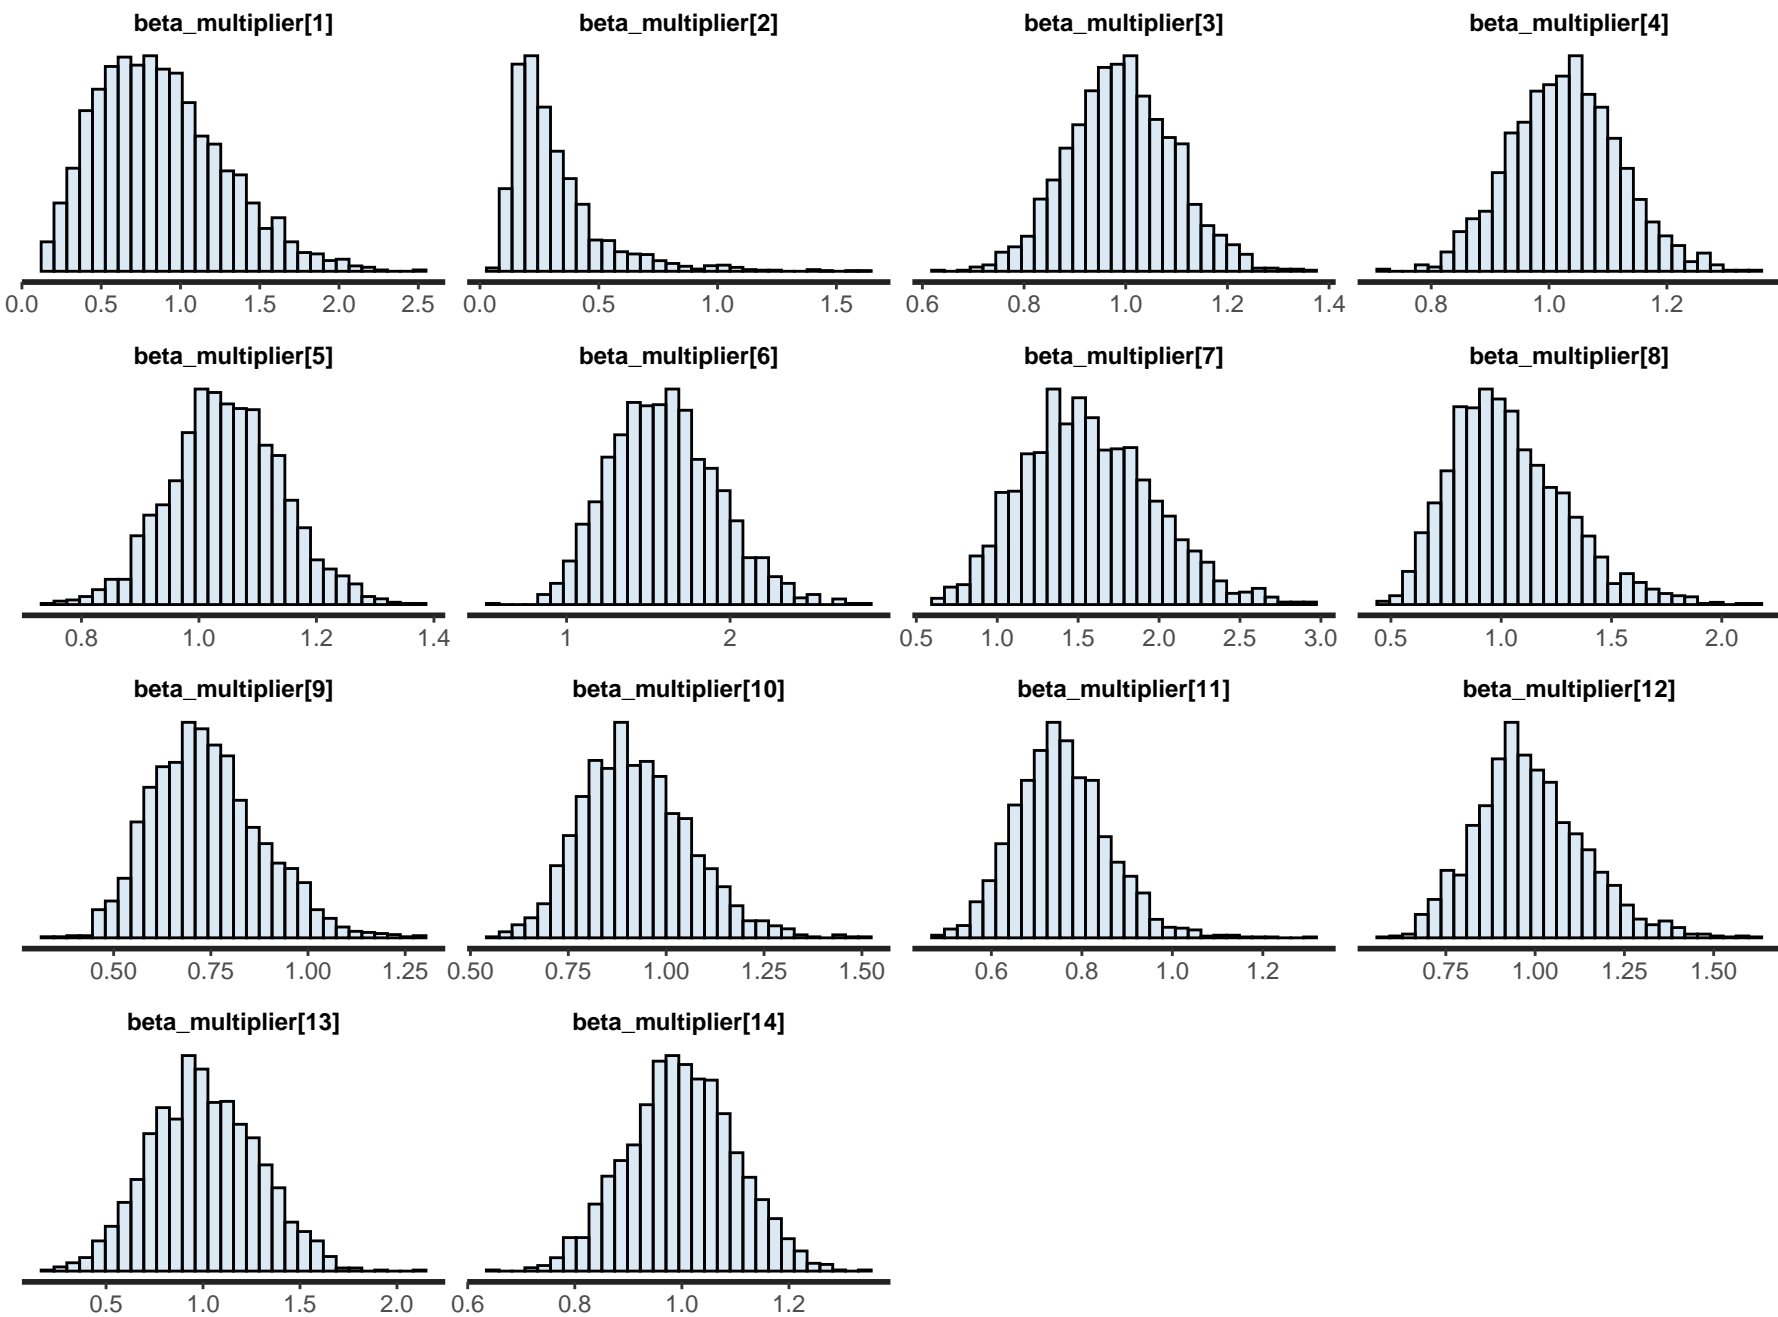 beta_multiplier[1] beta_multiplier[2] beta_multiplier[3] beta_multiplier[4]
0.0 0.5 1.0 1.5 2.0 2.5 0.0 0.5 1.0 1.5 0.6 0.8 1.0 1.2 1.4 0.8 1.0 1.2
beta_multiplier[5] beta_multiplier[6] beta_multiplier[7] beta_multiplier[8]
0.8 1.0 1.2 1.4 1 2 0.5 1.0 1.5 2.0 2.5 3.0 0.5 1.0 1.5 2.0
beta_multiplier[9] beta_multiplier[10] beta_multiplier[11] beta_multiplier[12]
0.50 0.75 1.00 1.25 0.50 0.75 1.00 1.25 1.50 0.6 0.8 1.0 1.2 0.75 1.00 1.25 1.50
beta_multiplier[13] beta_multiplier[14]
0.5 1.0 1.5 2.0 0.6 0.8 1.0 1.2